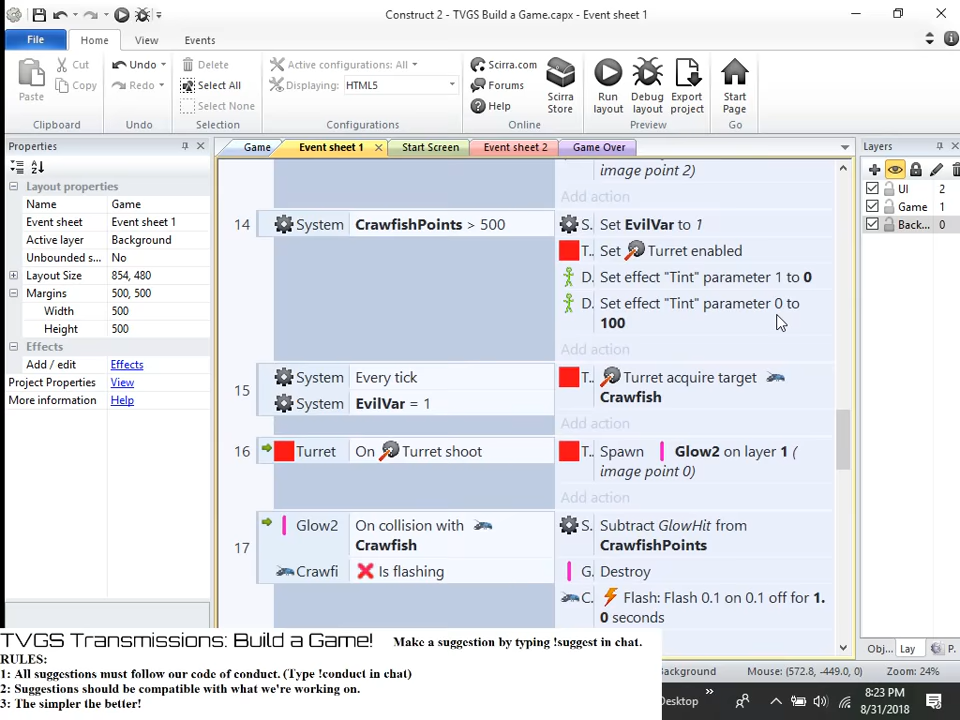 Construct 2 - TVGS Build a Game.capx - Event sheet 1
File Home View Events
Paste
Cut
Copy
Clipboard
Undo
Redo
Undo
Delete
Select All
Select None
Selection
Active configurations: All
Displaying: HTML5
Configurations
Scirra.com
Forums
Help
Scirra Store
Online
Run layout
Debug layout
Export project
Preview
Start Page
Go
Properties
Game Event sheet 1 Start Screen Event sheet 2 Game Over
Layers
Layout properties
Name Game
Event sheet Event sheet 1
Active layer Background
Unbounded s... No
Layout Size 854, 480
Margins 500, 500
Width 500
Height 500
Effects
Add / edit Effects
Project Properties View
More information Help
image point 2)
Add action
14 System CrawfishPoints > 500
S. Set EvilVar to 1
T.. Set Turret enabled
D. Set effect "Tint" parameter 1 to 0
D. Set effect "Tint" parameter 0 to
100
Add action
15 System Every tick
System EvilVar = 1
T.. Turret acquire target
Crawfish
Add action
16 Turret On Turret shoot
T.. Spawn Glow2 on layer 1 (
image point 0)
Add action
17 Glow2 On collision with
Crawfish
Crawfi Is flashing
S. Subtract GlowHit from
CrawfishPoints
G. Destroy
C. Flash: Flash 0.1 on 0.1 off for 1.
0 seconds
UI 2
Game 1
Back... 0
Obj... Lay P.
TVGS Transmissions: Build a Game! Make a suggestion by typing !suggest in chat.
RULES:
1: All suggestions must follow our code of conduct. (Type !conduct in chat)
2: Suggestions should be compatible with what we're working on.
3: The simpler the better!
ackground Mouse: (572.8, -449.0, 0) Zoom: 24%
Desktop
8:23 PM
8/31/2018